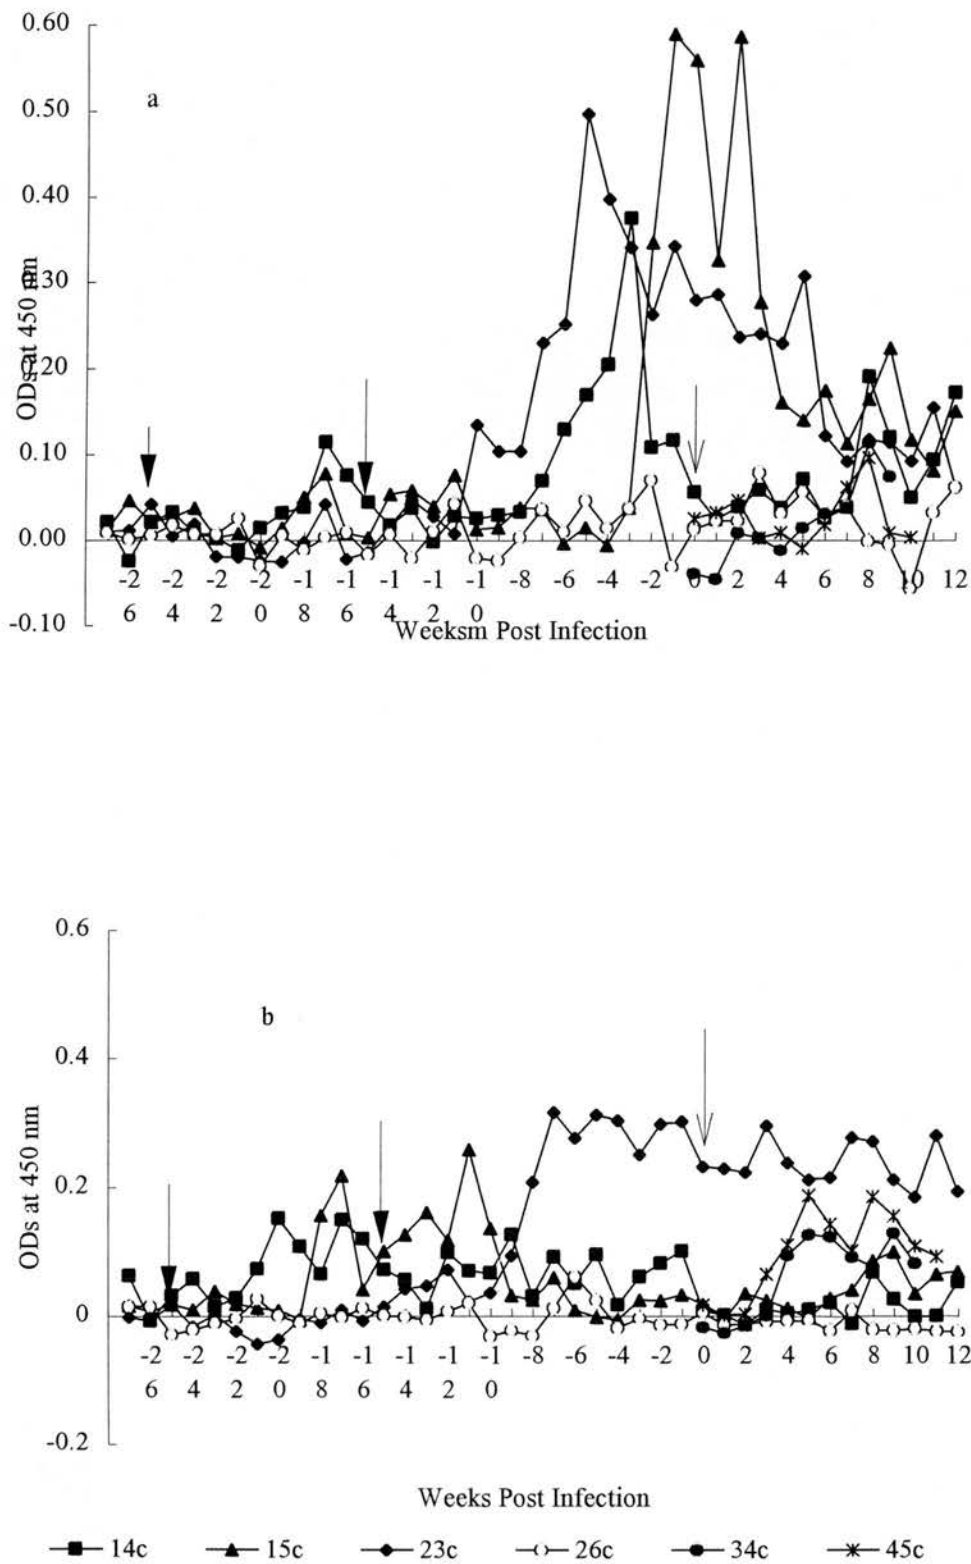 0.60
a
0.50
0.40
0.30
0.20
0.10
0.00
-0.10
ODs at 450 nm
-2 -2 -2 -2 -1 -1 -1 -1 -1 -8 -6 -4 -2 0 2 4 6 8 10 12
6 4 2 0 8 6 4 2 0
Weeksm Post Infection
0.6
b
0.4
0.2
0
-0.2
ODs at 450 nm
-2 -2 -2 -2 -1 -1 -1 -1 -1 -8 -6 -4 -2 0 2 4 6 8 10 12
6 4 2 0 8 6 4 2 0
Weeks Post Infection
14c 15c 23c 26c 34c 45c